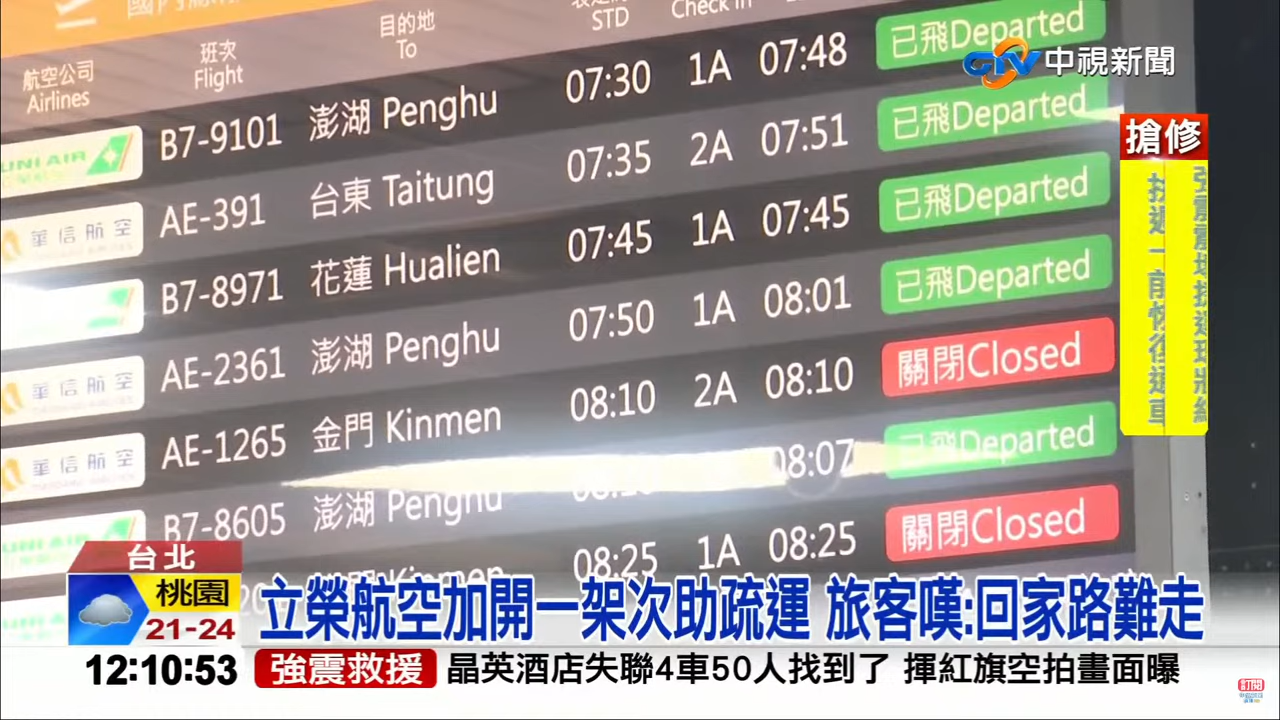 航空公司
Airlines
班次
Flight
目的地
To
STD
Check in
UNI AIR
B7-9101 澎湖 Penghu 07:30 1A 07:48 已飛Departed
華信航空
AE-391 台東 Taitung 07:35 2A 07:51 已飛Departed
B7-8971 花蓮 Hualien 07:45 1A 07:45 已飛Departed
華信航空
AE-2361 澎湖 Penghu 07:50 1A 08:01 已飛Departed
華信航空
AE-1265 金門 Kinmen 08:10 2A 08:10 關閉Closed
UNI AIR
B7-8605 澎湖 Penghu 08:07 已飛Departed
Kinmen 08:25 1A 08:25 關閉Closed
CTV中視新聞
搶修
台北
桃園
21-24
立榮航空加開一架次助疏運 旅客嘆:回家路難走
12:10:53
強震救援
晶英酒店失聯4車50人找到了 揮紅旗空拍畫面曝
訂閱